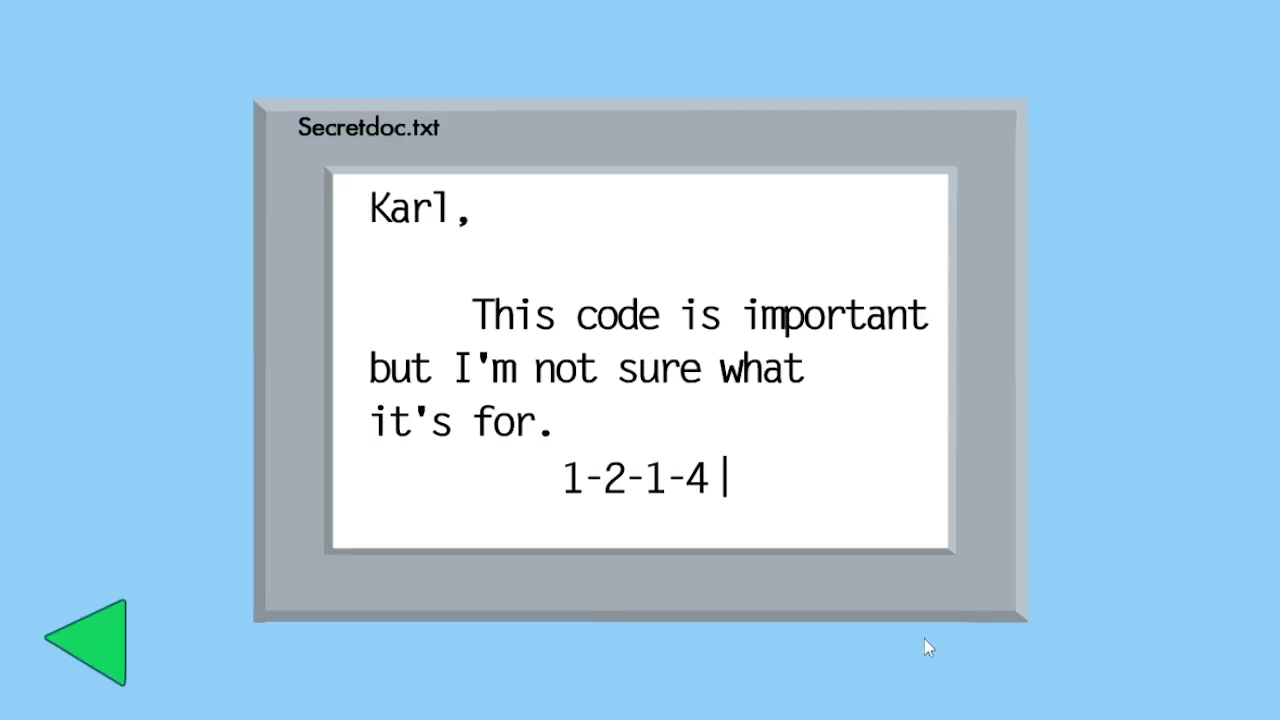 Secretdoc.txt
Karl,
This code is important
but I'm not sure what
it's for.
1-2-1-4